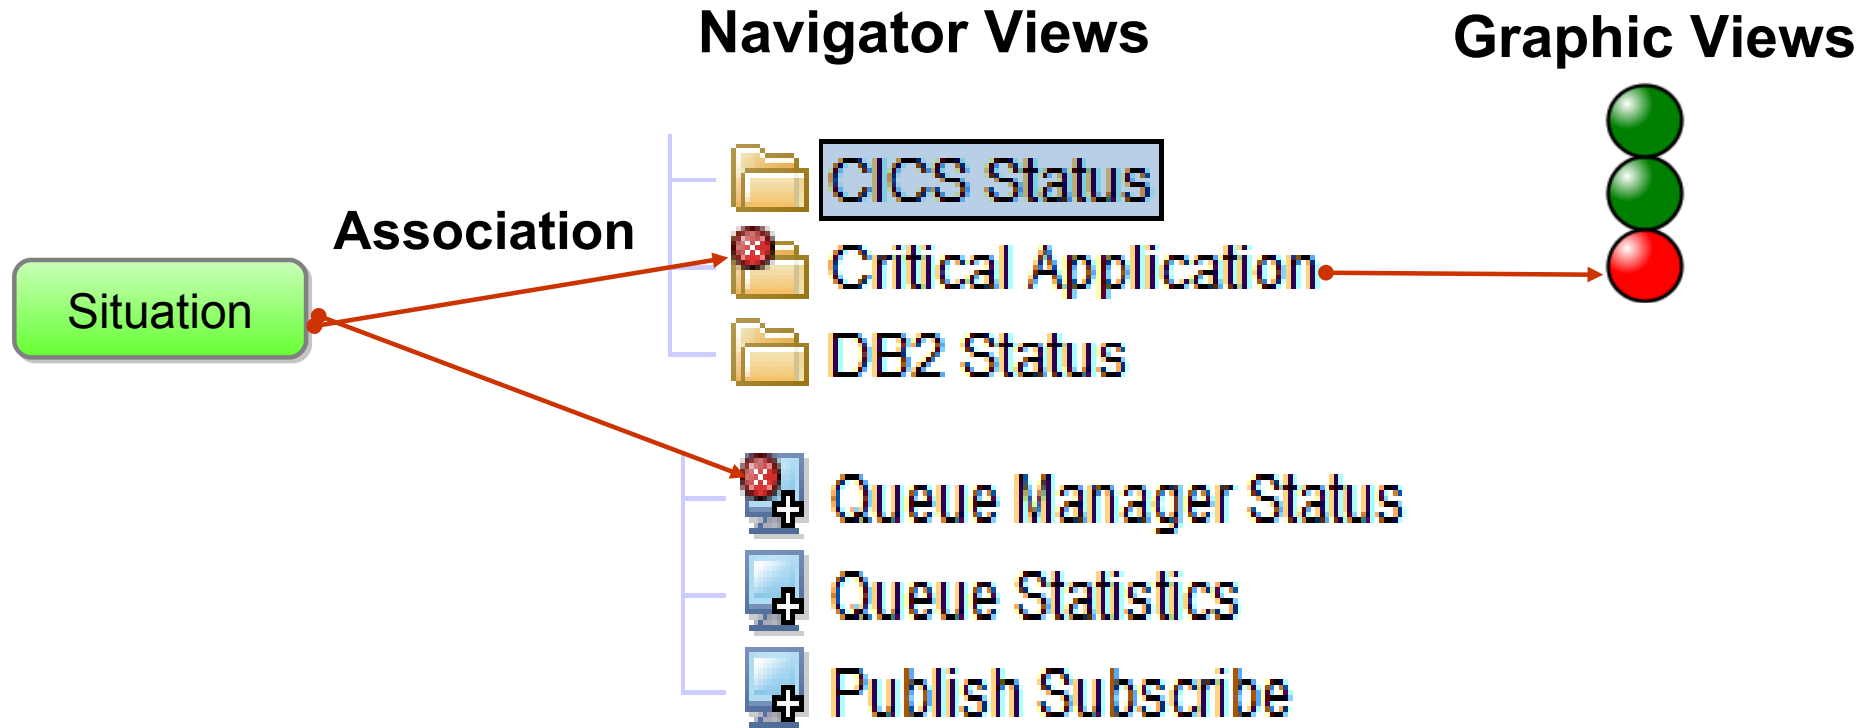 Navigator Views
Graphic Views
CICS Status
Association
Critical Application
Situation
DB2 Status
Queue Manager Status
Queue Statistics
Publish Subscribe